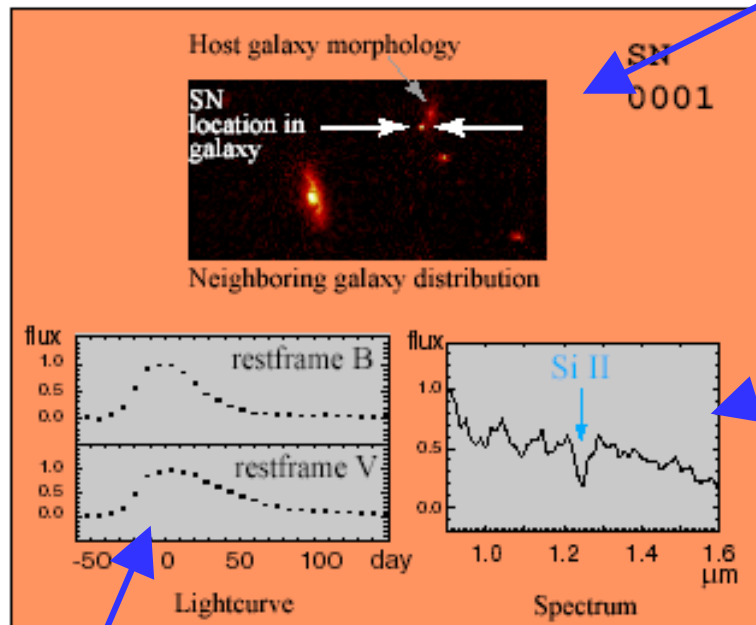 Host galaxy morphology
SN
0001
SN
location in
galaxy
Neighboring galaxy distribution
flux
1.0
0.5
0.0
restframe B
1.0
0.5
0.0
restframe V
-50 0 50 100 day
Lightcurve
flux
1.0
0.5
0.0
Si II
1.0 1.2 1.4 1.6
µm
Spectrum